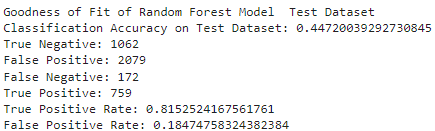 Goodness of Fit of Random Forest Model  Test Dataset
Classification Accuracy on Test Dataset: 0.44720039292730845
True Negative: 1062
False Positive: 2079
False Negative: 172
True Positive: 759
True Positive Rate: 0.8152524167561761
False Positive Rate: 0.18474758324382384